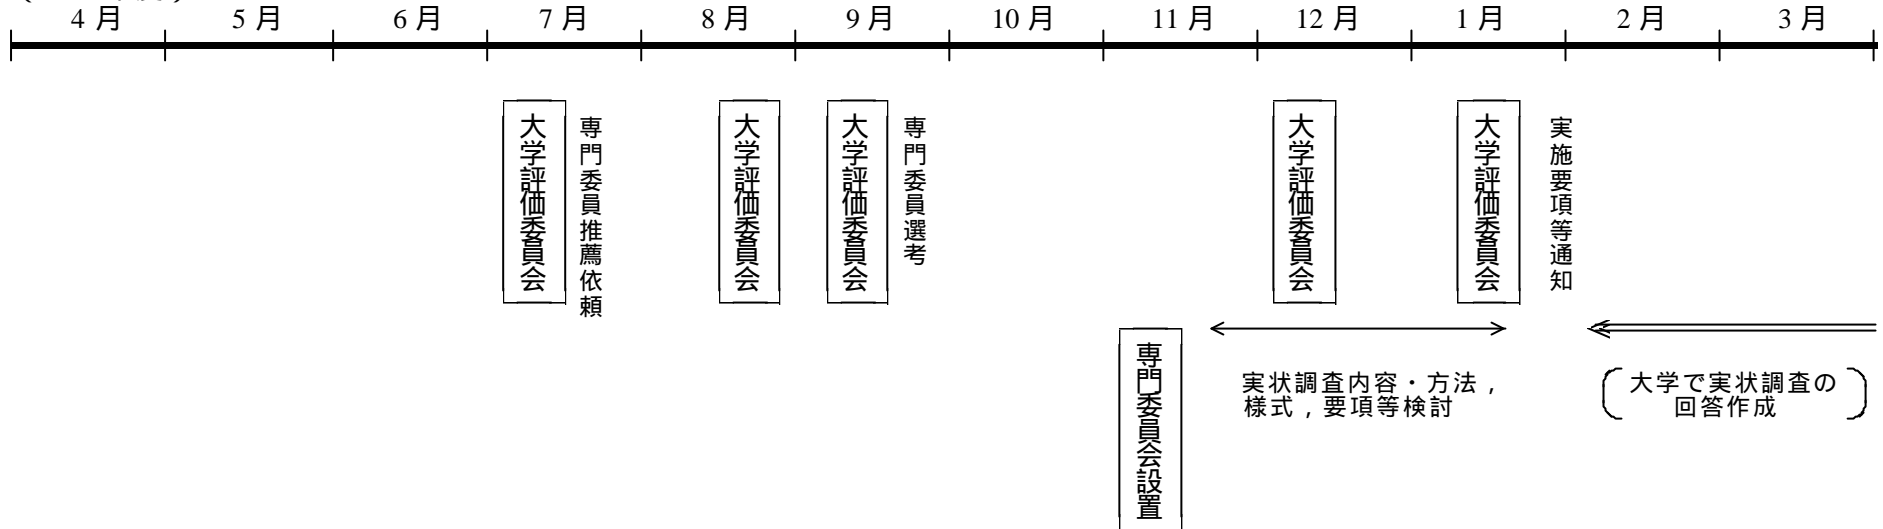 4月 5月 6月 7月 8月 9月 10月 11月 12月 1月 2月 3月
大学評価委員会
専門委員推薦依頼
大学評価委員会
大学評価委員会
専門委員選考
大学評価委員会
大学評価委員会
実施要項等通知
専門委員会設置
実状調査内容・方法，
様式，要項等検討
大学で実状調査の
回答作成